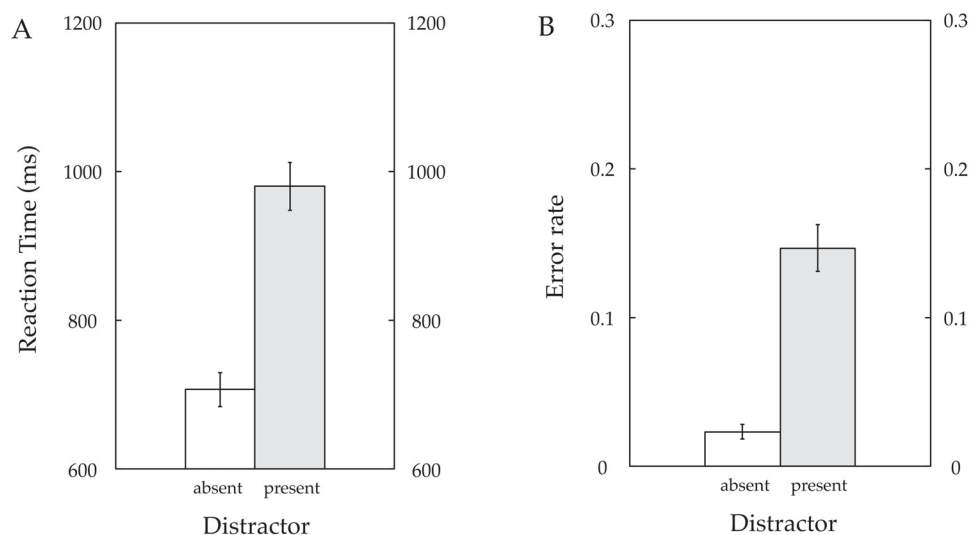 A
1200
1000
800
600
Reaction Time (ms)
1200
1000
800
600
absent present
Distractor
B
0.3
0.2
0.1
0
Error rate
0.3
0.2
0.1
0
absent present
Distractor